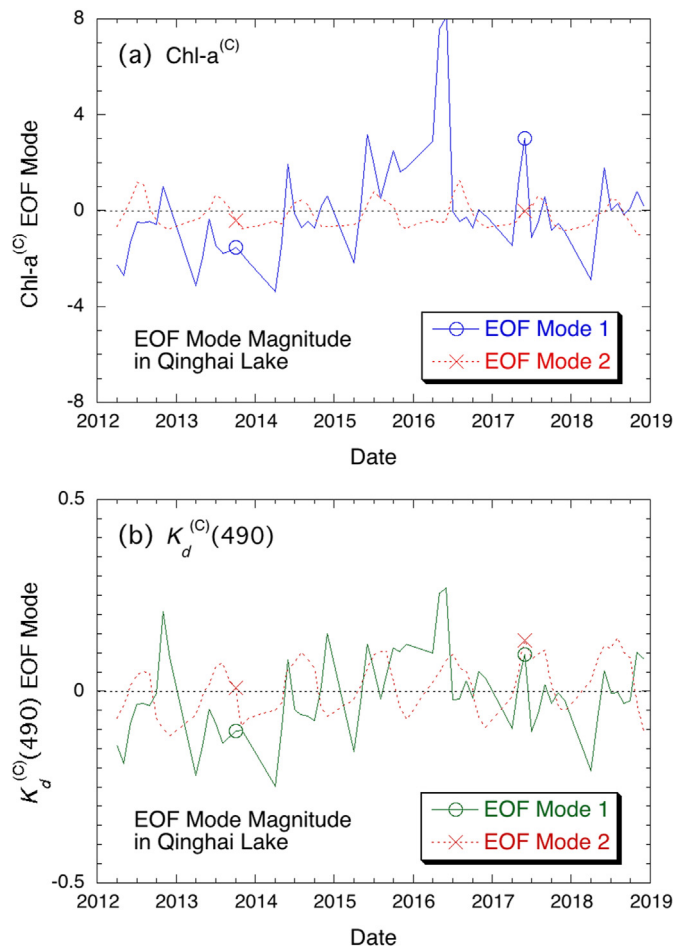 8
4
0
-4
-8
Chl-a(C) EOF Mode
(a) Chl-a(C)
EOF Mode Magnitude
in Qinghai Lake
EOF Mode 1
EOF Mode 2
2012 2013 2014 2015 2016 2017 2018 2019
Date
0.5
0
-0.5
Kd(C)(490) EOF Mode
(b) Kd(C)(490)
EOF Mode Magnitude
in Qinghai Lake
EOF Mode 1
EOF Mode 2
2012 2013 2014 2015 2016 2017 2018 2019
Date